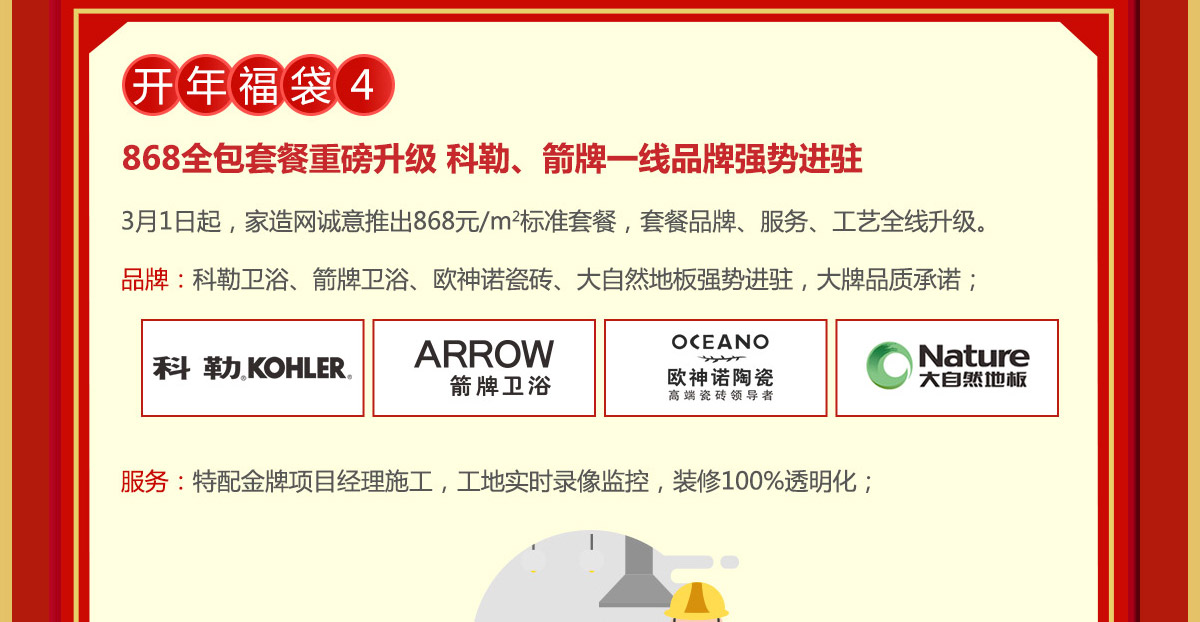 开年福袋4
868全包套餐重磅升级 科勒、箭牌一线品牌强势进驻
3月1日起，家造网诚意推出868元/m²标准套餐，套餐品牌、服务、工艺全线升级。
品牌：科勒卫浴、箭牌卫浴、欧神诺瓷砖、大自然地板强势进驻，大牌品质承诺；
科勒®KOHLER®
ARROW
箭牌卫浴
OCEANO
欧神诺陶瓷
高端瓷砖领导者
Nature
大自然地板
服务：特配金牌项目经理施工，工地实时录像监控，装修100%透明化；